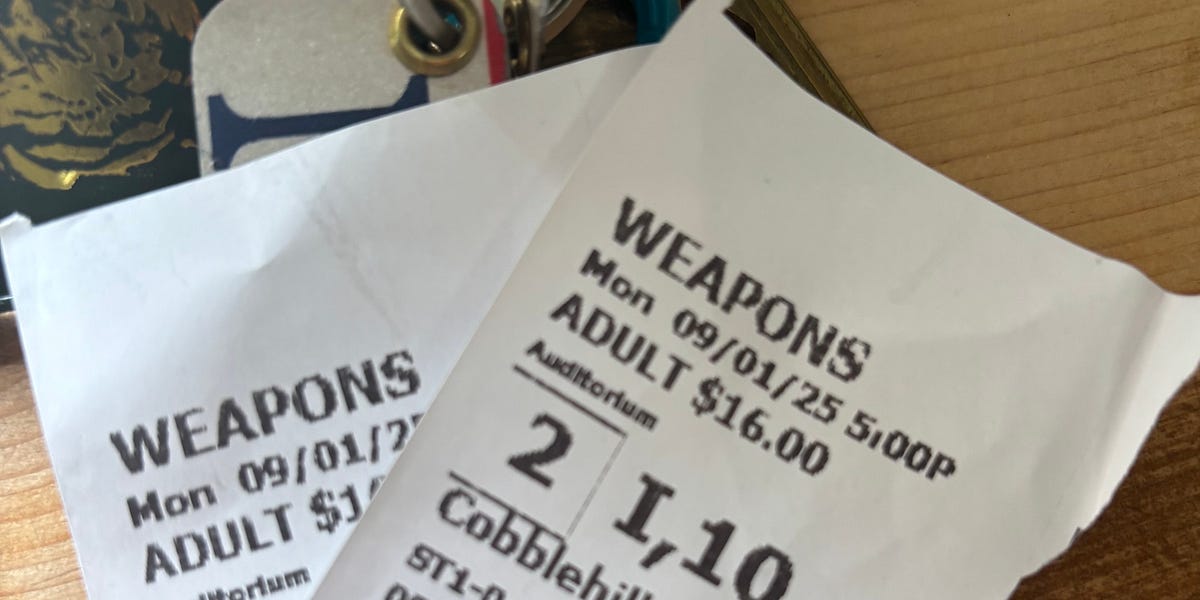 WEAPONS
Mon 09/01/2
ADULT $1
WEAPONS
Mon 09/01/25 5:00P
ADULT $16.00
Auditorium
2
I,10
Cobblehill